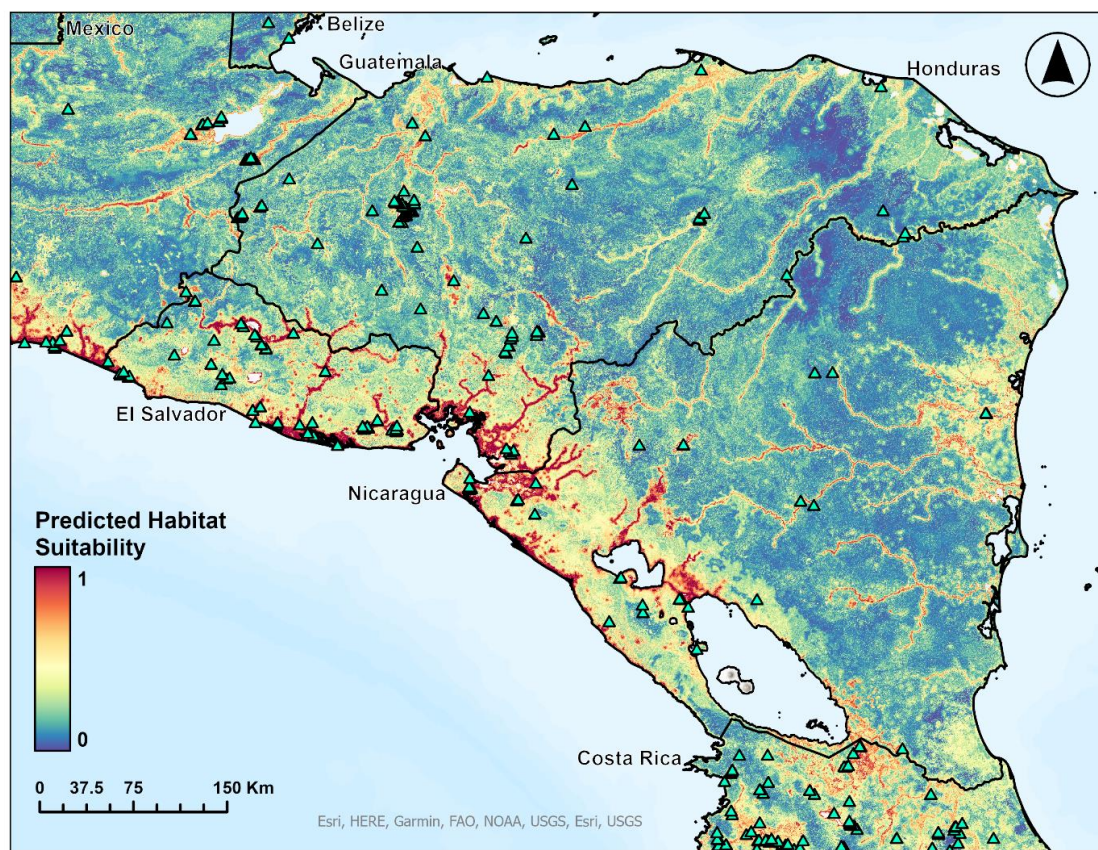 Mexico
Belize
Guatemala
Honduras
El Salvador
Nicaragua
Predicted Habitat
Suitability
1
0
Costa Rica
0 37.5 75 150 Km
Esri, HERE, Garmin, FAO, NOAA, USGS, Esri, USGS